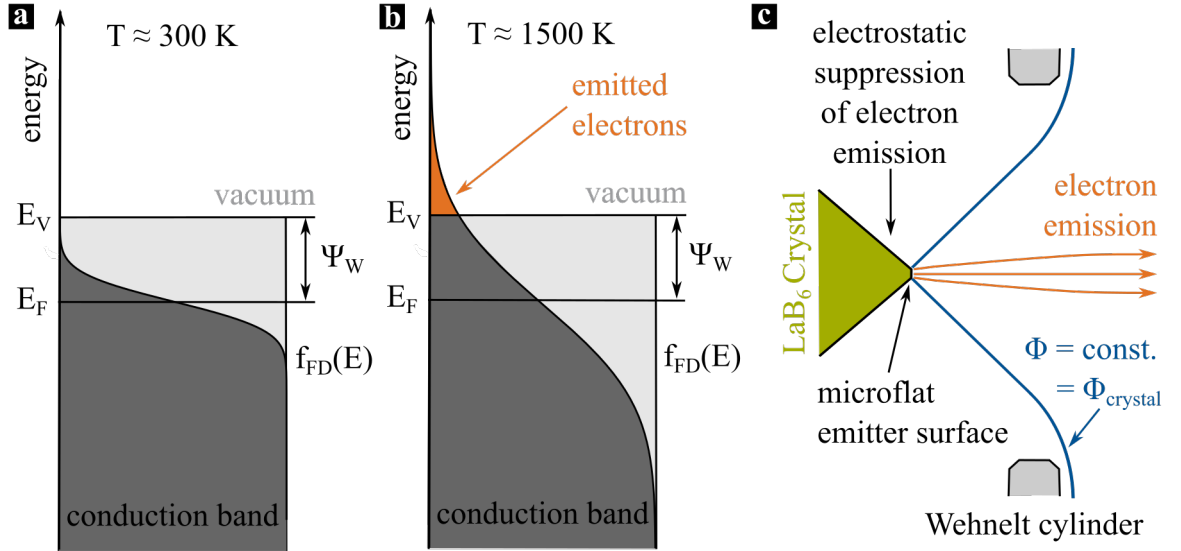 a
T ≈ 300 K
energy
vacuum
E_V
Ψ_W
E_F
f_FD(E)
conduction band
b
T ≈ 1500 K
energy
emitted
electrons
vacuum
E_V
Ψ_W
E_F
f_FD(E)
conduction band
c
electrostatic
suppression
of electron
emission
electron
emission
LaB₆ Crystal
Φ = const.
= Φ_crystal
microflat
emitter surface
Wehnelt cylinder